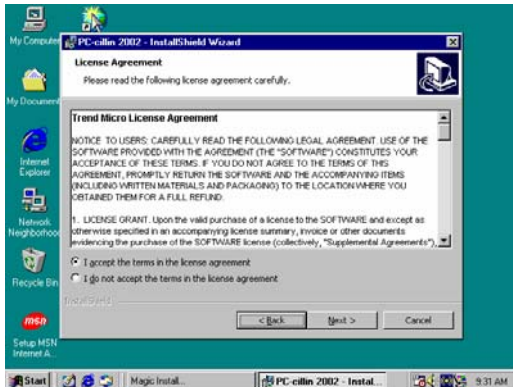 My Computer
PC-cillin 2002 - InstallShield Wizard
License Agreement
Please read the following license agreement carefully.
My Document
Trend Micro License Agreement
NOTICE TO USERS: CAREFULLY READ THE FOLLOWING LEGAL AGREEMENT. USE OF THE
SOFTWARE PROVIDED WITH THE AGREEMENT (THE "SOFTWARE") CONSTITUTES YOUR
ACCEPTANCE OF THESE TERMS. IF YOU DO NOT AGREE TO THE TERMS OF THIS
AGREEMENT, PROMPTLY RETURN THE SOFTWARE AND THE ACCOMPANYING ITEMS
(INCLUDING WRITTEN MATERIALS AND PACKAGING) TO THE LOCATION WHERE YOU
OBTAINED THEM FOR A FULL REFUND.
1. LICENSE GRANT. Upon the valid purchase of a license to the SOFTWARE and except as
otherwise specified in an accompanying license summary, invoice or other documents
evidencing the purchase of the SOFTWARE license (collectively, "Supplemental Agreements"),
Internet
Explorer
Network
Neighborhoo
I accept the terms in the license agreement
I do not accept the terms in the license agreement
Recycle Bin
InstallShield
< Back
Next >
Cancel
msn
Setup MSN
Internet A...
Start
Magic Install...
PC-cillin 2002 - Instal...
9:31 AM